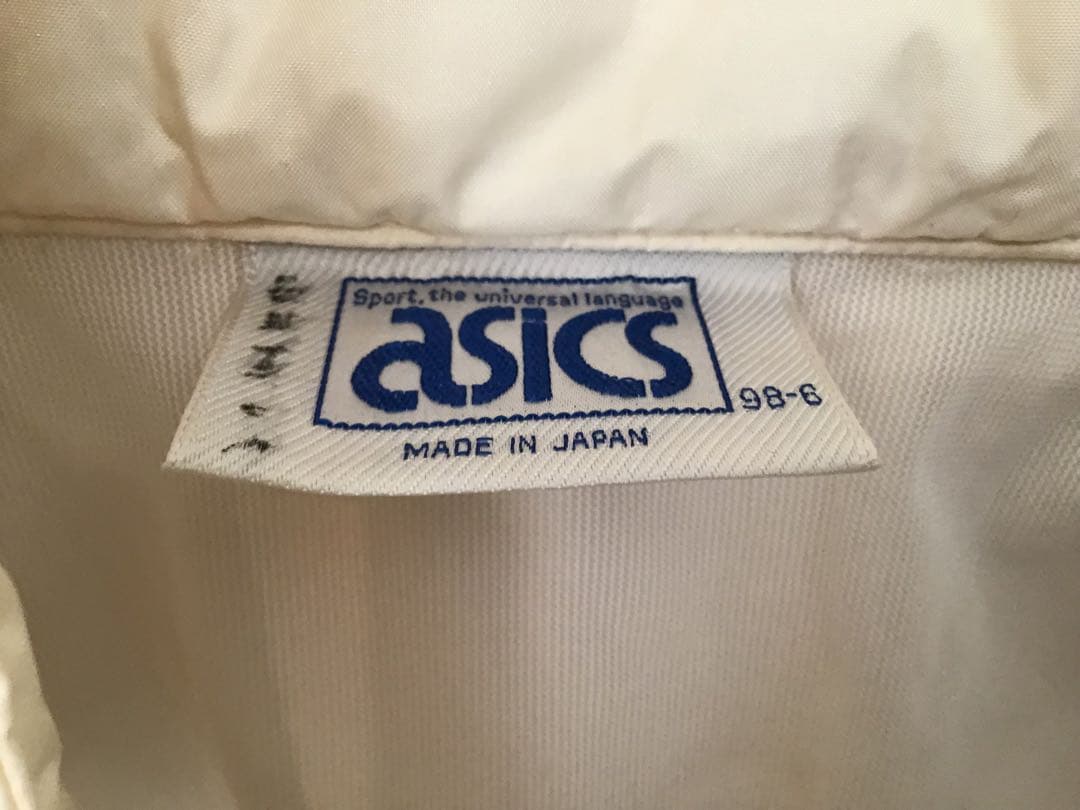 Sport, the universal language
asics
98-6
MADE IN JAPAN